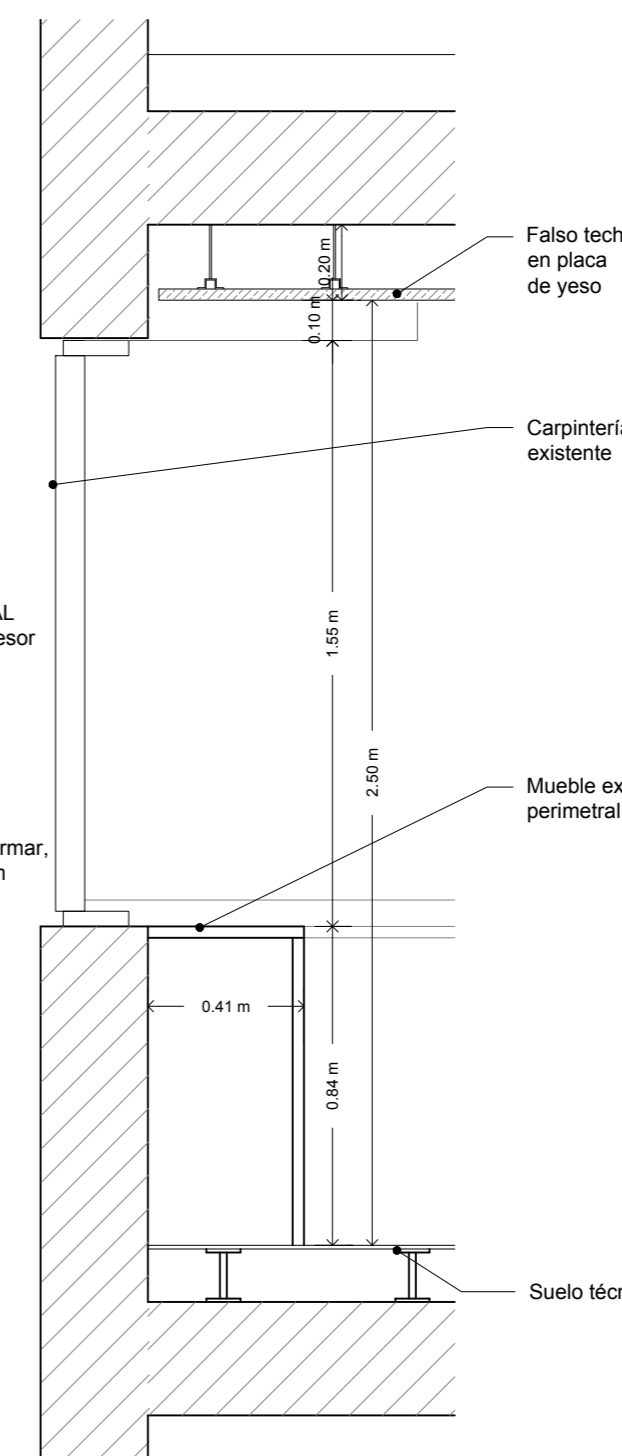 Falso tech
en placa
de yeso
0.20 m
0.10 m
Carpintería
existente
AL
esor
1.55 m
2.50 m
Mueble ex
perimetral
rmar,
n
0.41 m
0.84 m
Suelo técr